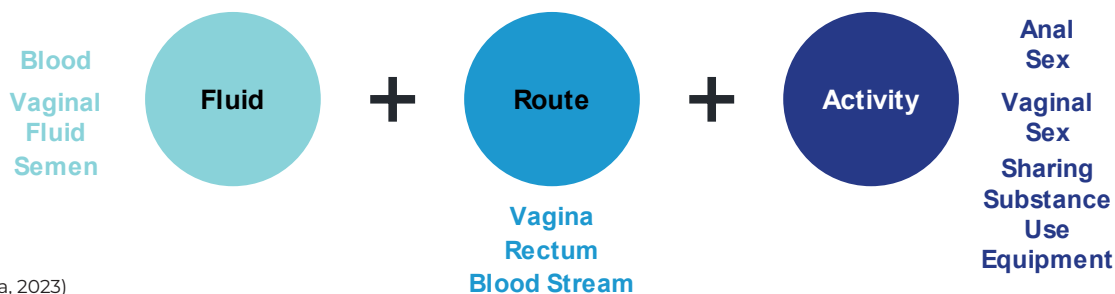 Blood
Vaginal
Fluid
Semen
Fluid
+
Route
Vagina
Rectum
Blood Stream
+
Activity
Anal
Sex
Vaginal
Sex
Sharing
Substance
Use
Equipment
a, 2023)